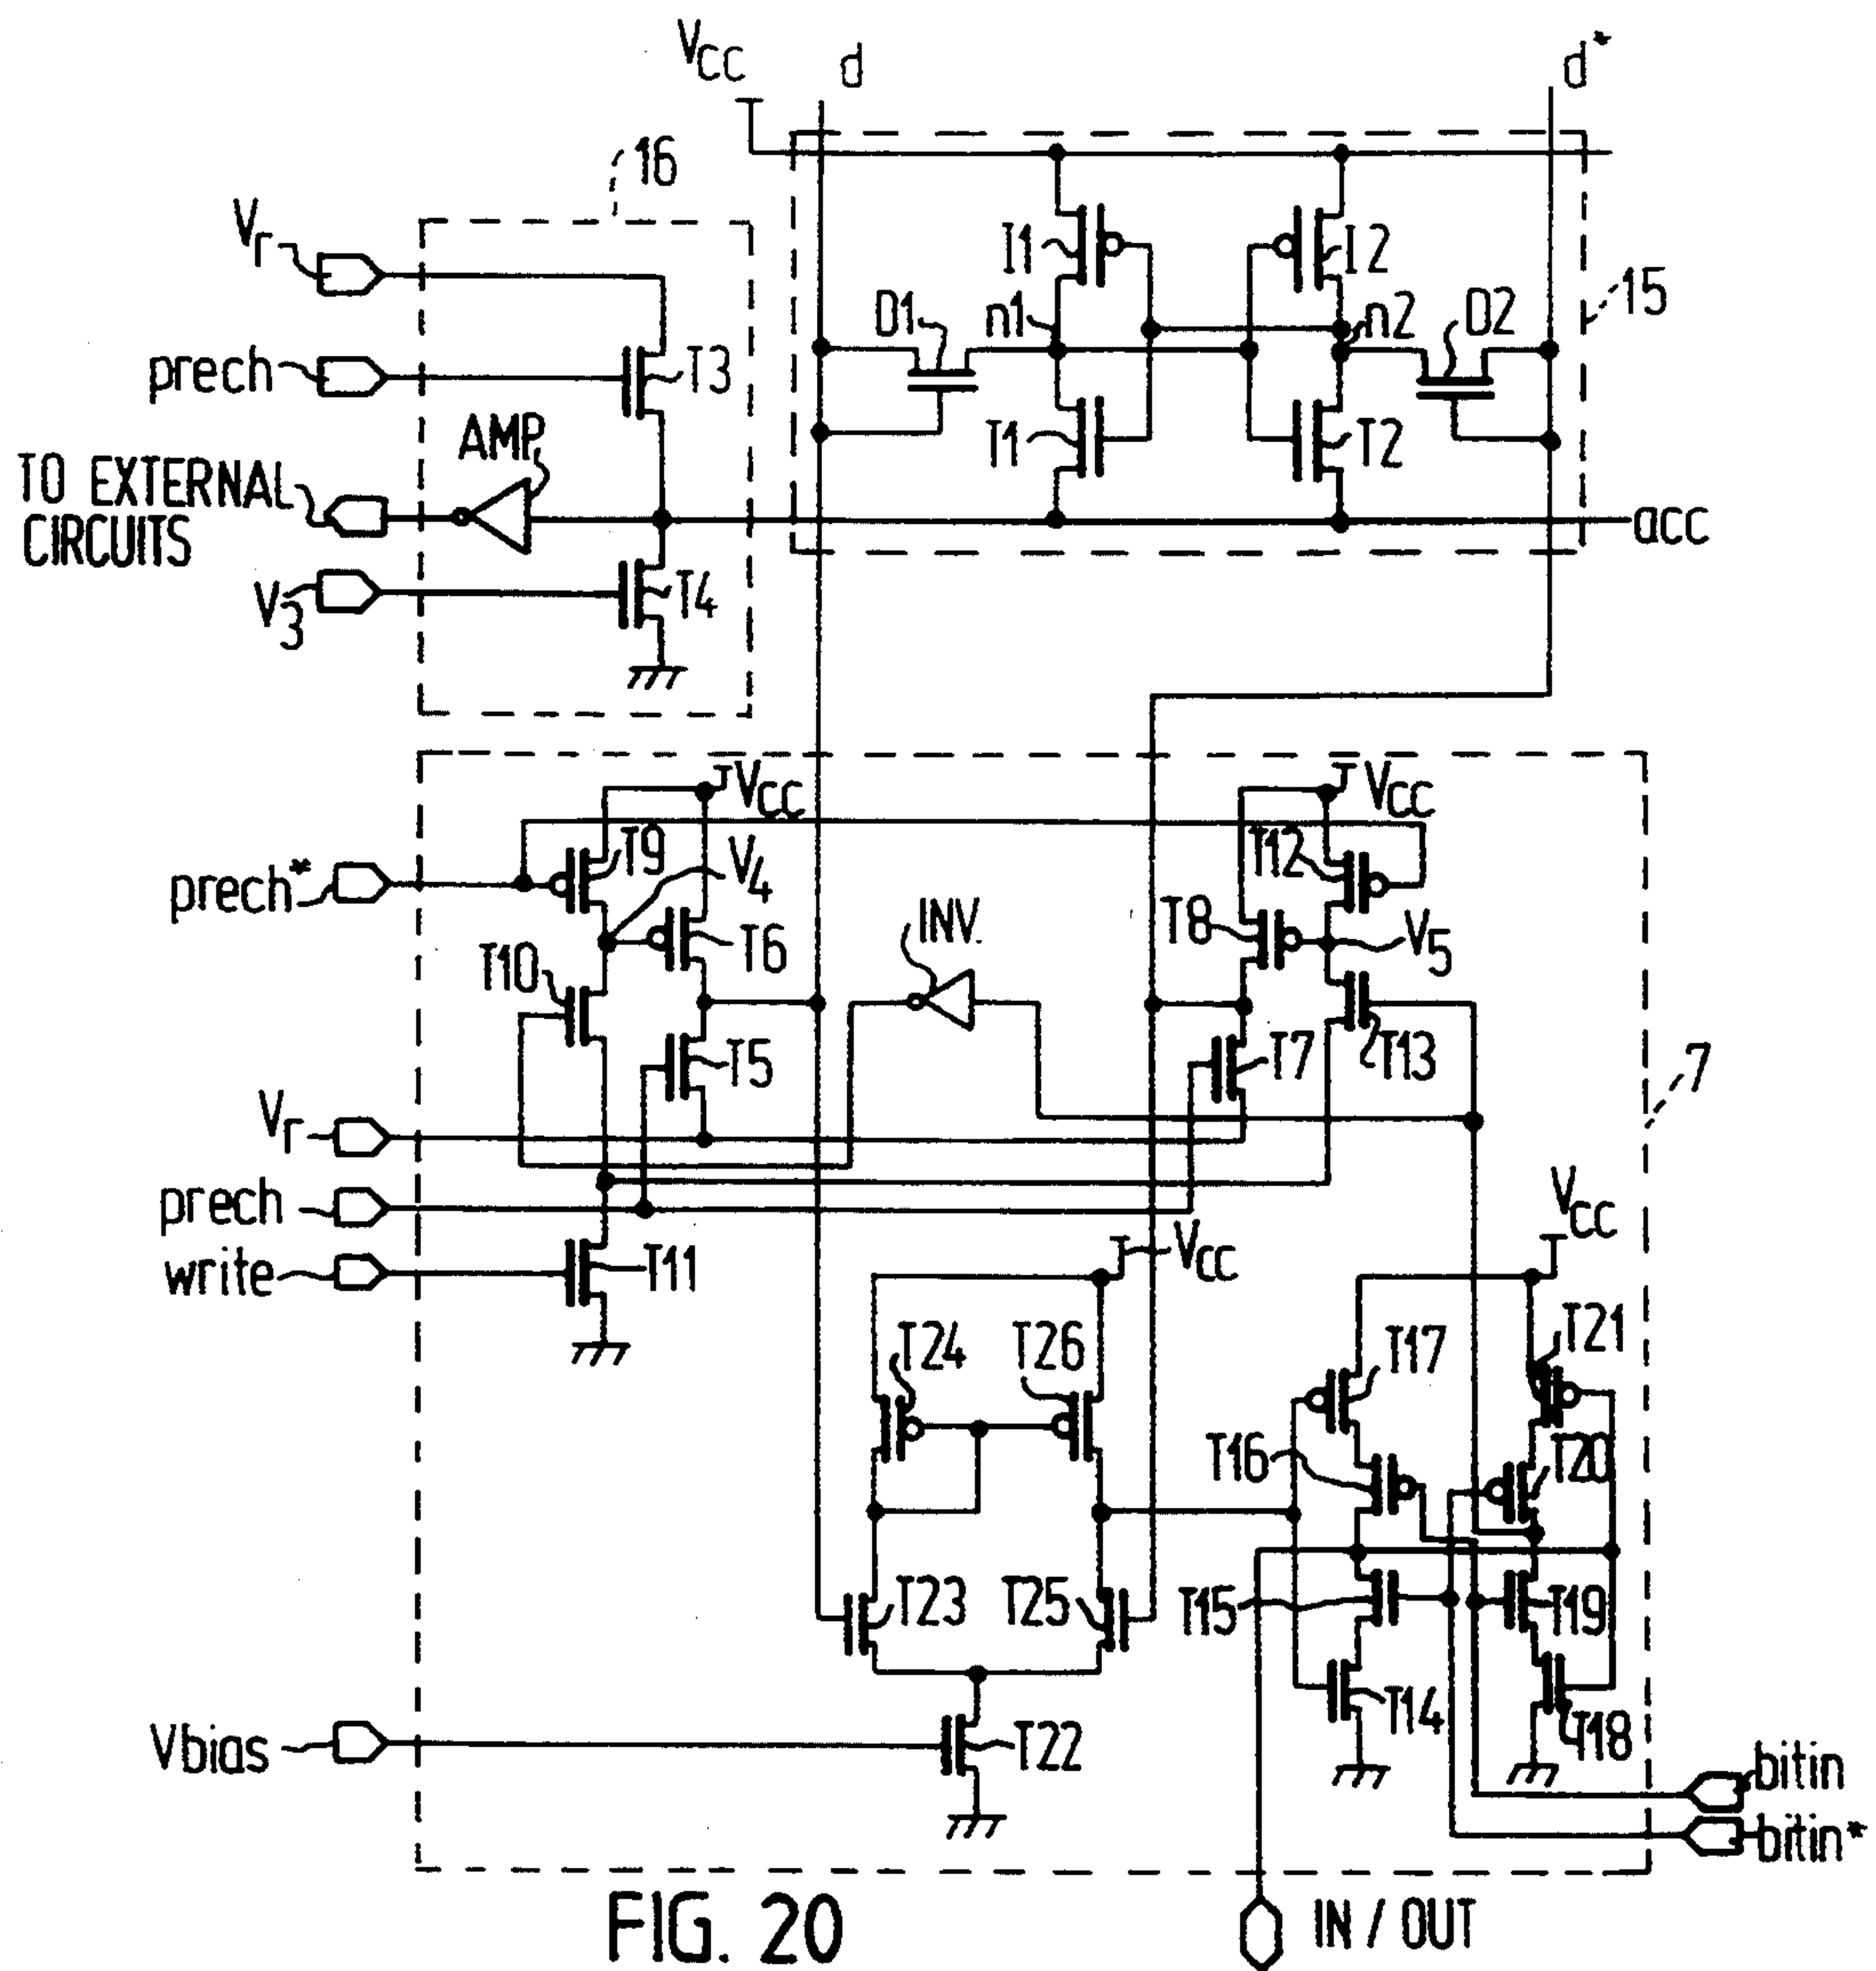 VCC d d*
16
Vr
I1 I2
15
D1 n1 n2 D2
prech T3
AMP. T1 T2
TO EXTERNAL
CIRCUITS
acc
V3 T4
VCC VCC
T9 T12
prech* V4
INV. T8 V5
T6
T10
T5 T7 T13
7
Vr
prech
VCC
VCC
write T11
T24 T26 T17 T21
T16 T20
T23 T25 T15 T19
T14 T18
Vbias T22
bitin
bitin*
FIG. 20 IN / OUT